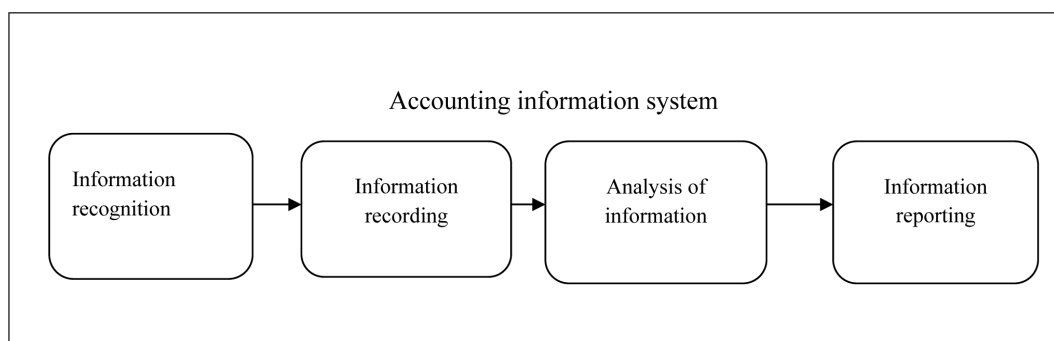 Accounting information system
Information
recognition
Information
recording
Analysis of
information
Information
reporting